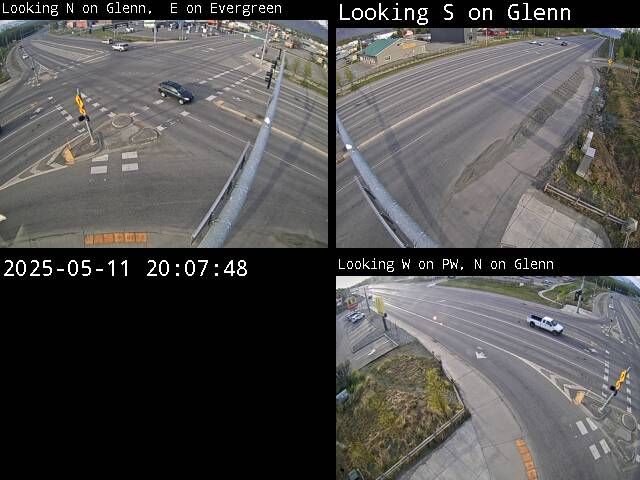 Looking N on Glenn,  E on Evergreen
Looking S on Glenn
2025-05-11 20:07:48
Looking W on PW, N on Glenn